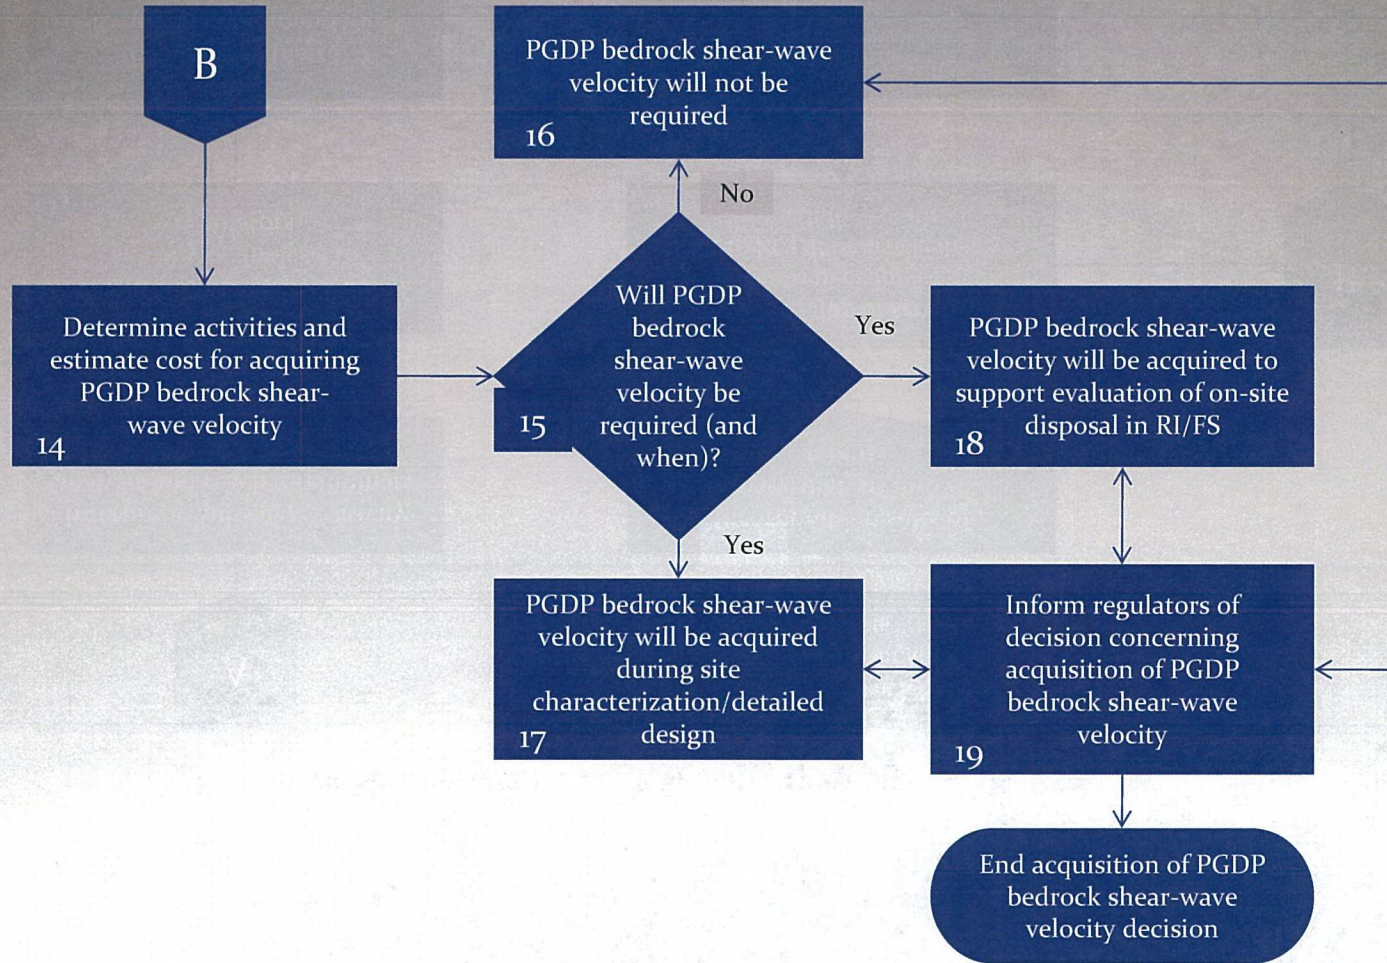 B
PGDP bedrock shear-wave
velocity will not be
required
16
No
Determine activities and
estimate cost for acquiring
PGDP bedrock shear-
wave velocity
14
Will PGDP
bedrock
shear-wave
velocity be
required (and
when)?
15
Yes
PGDP bedrock shear-wave
velocity will be acquired to
support evaluation of on-site
disposal in RI/FS
18
Yes
PGDP bedrock shear-wave
velocity will be acquired
during site
characterization/detailed
design
17
Inform regulators of
decision concerning
acquisition of PGDP
bedrock shear-wave
velocity
19
End acquisition of PGDP
bedrock shear-wave
velocity decision